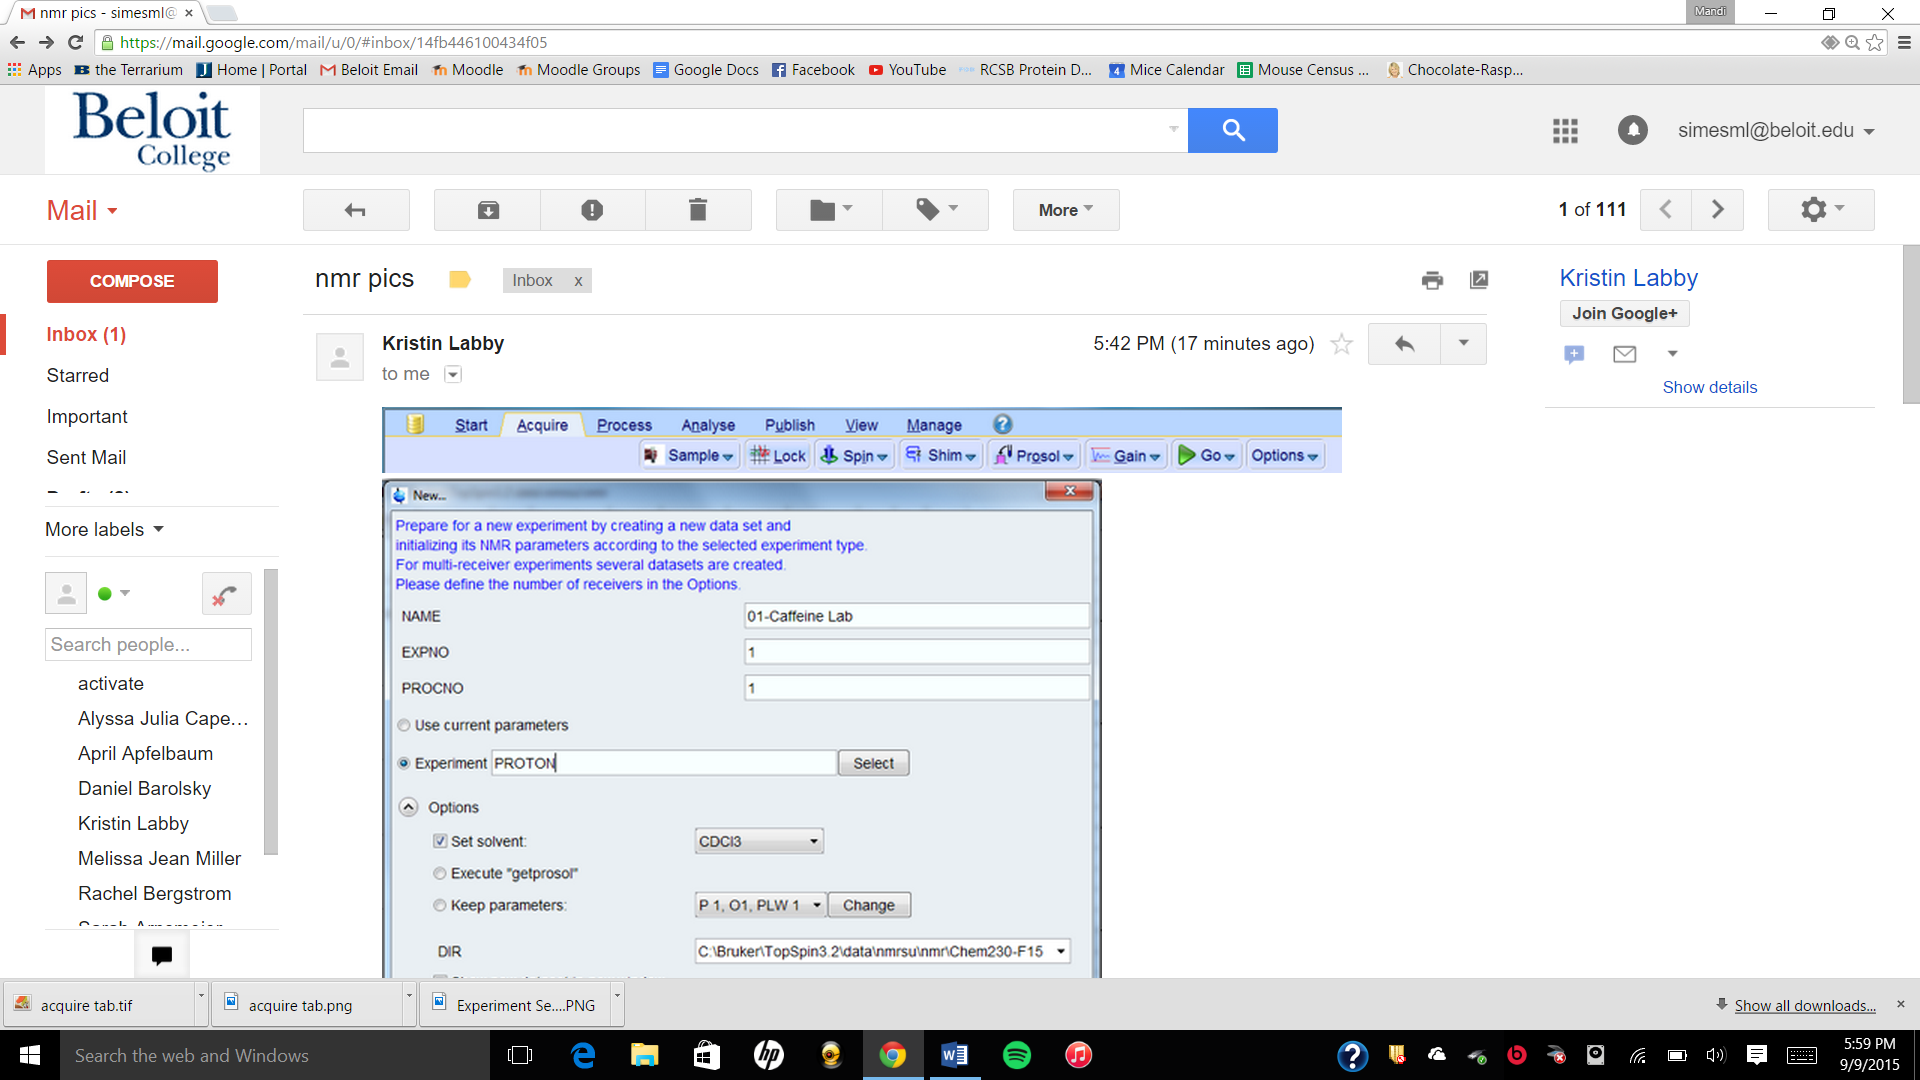 nmr pics - simesml@
Mandi
https://mail.google.com/mail/u/0/#inbox/14fb446100434f05
Apps the Terrarium Home | Portal Beloit Email Moodle Moodle Groups Google Docs Facebook YouTube RCSB Protein D... Mice Calendar Mouse Census ... Chocolate-Rasp...
Beloit
College
simesml@beloit.edu
Mail
More
1 of 111
COMPOSE
Inbox (1)
Starred
Important
Sent Mail
More labels
Search people...
activate
Alyssa Julia Cape...
April Apfelbaum
Daniel Barolsky
Kristin Labby
Melissa Jean Miller
Rachel Bergstrom
nmr pics
Inbox x
Kristin Labby
5:42 PM (17 minutes ago)
to me
Start Acquire Process Analyse Publish View Manage
Sample Lock Spin Shim Prosol Gain Go Options
New...
Prepare for a new experiment by creating a new data set and
initializing its NMR parameters according to the selected experiment type.
For multi-receiver experiments several datasets are created.
Please define the number of receivers in the Options.
NAME 01-Caffeine Lab
EXPNO 1
PROCNO 1
Use current parameters
Experiment PROTON Select
Options
Set solvent: CDCl3
Execute "getprosol"
Keep parameters: P 1, O1, PLW 1 Change
DIR C:\Bruker\TopSpin3.2\data\nmrsu\nmr\Chem230-F15
Kristin Labby
Join Google+
Show details
acquire tab.tif acquire tab.png Experiment Se....PNG Show all downloads...
Search the web and Windows
5:59 PM
9/9/2015